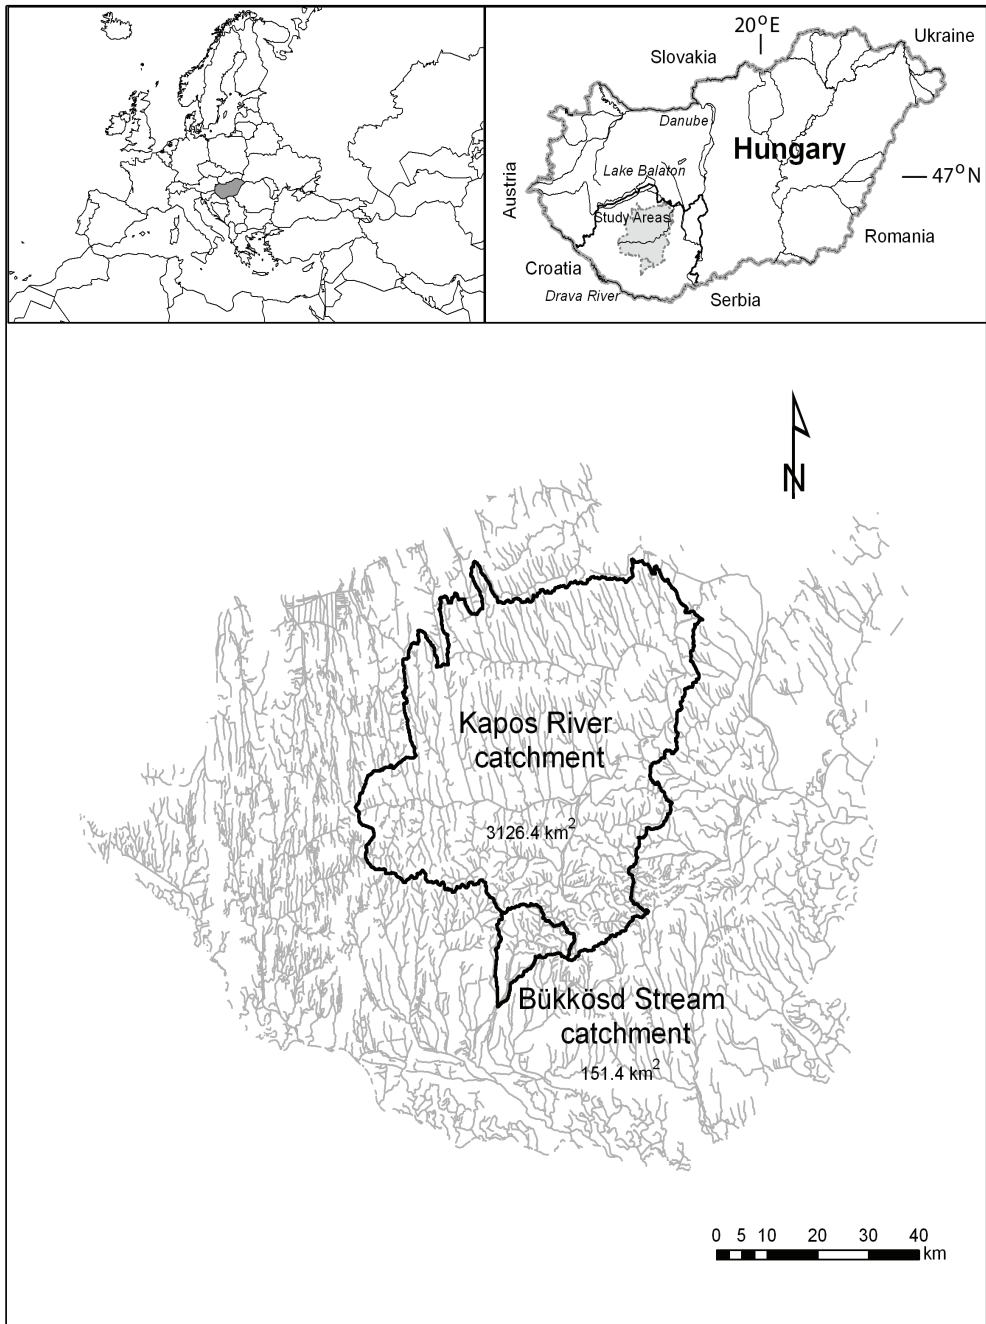 20°E
Ukraine
Slovakia
Danube
Hungary
Lake Balaton
47°N
Austria
Study Areas
Romania
Croatia
Drava River
Serbia
N
Kapos River
catchment
3126.4 km²
Bükkösd Stream
catchment
151.4 km²
0 5 10 20 30 40
km